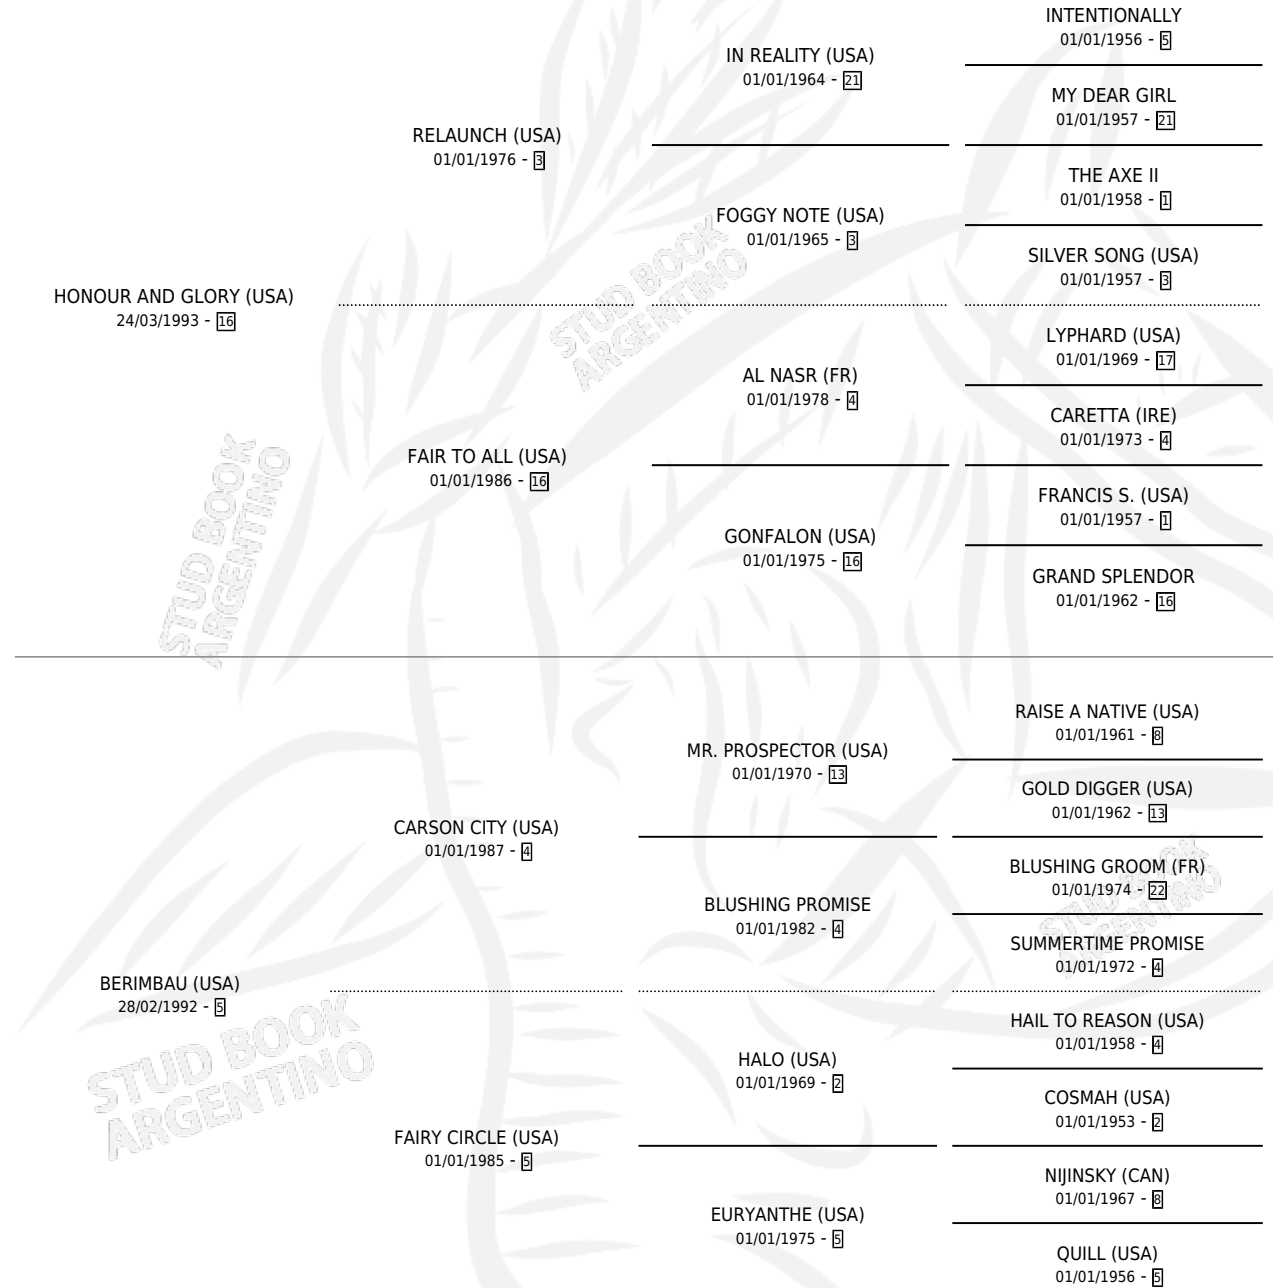 INTENTIONALLY
01/01/1956 - 5
IN REALITY (USA)
01/01/1964 - 21
MY DEAR GIRL
01/01/1957 - 21
RELAUNCH (USA)
01/01/1976 - 3
THE AXE II
01/01/1958 - 1
FOGGY NOTE (USA)
01/01/1965 - 3
SILVER SONG (USA)
01/01/1957 - 3
HONOUR AND GLORY (USA)
24/03/1993 - 16
LYPHARD (USA)
01/01/1969 - 17
AL NASR (FR)
01/01/1978 - 4
CARETTA (IRE)
01/01/1973 - 4
FAIR TO ALL (USA)
01/01/1986 - 16
FRANCIS S. (USA)
01/01/1957 - 1
GONFALON (USA)
01/01/1975 - 16
GRAND SPLENDOR
01/01/1962 - 16
RAISE A NATIVE (USA)
01/01/1961 - 8
MR. PROSPECTOR (USA)
01/01/1970 - 13
GOLD DIGGER (USA)
01/01/1962 - 13
CARSON CITY (USA)
01/01/1987 - 4
BLUSHING GROOM (FR)
01/01/1974 - 22
BLUSHING PROMISE
01/01/1982 - 4
SUMMERTIME PROMISE
01/01/1972 - 4
BERIMBAU (USA)
28/02/1992 - 5
HAIL TO REASON (USA)
01/01/1958 - 4
HALO (USA)
01/01/1969 - 2
COSMAH (USA)
01/01/1953 - 2
FAIRY CIRCLE (USA)
01/01/1985 - 5
NIJINSKY (CAN)
01/01/1967 - 8
EURYANTHE (USA)
01/01/1975 - 5
QUILL (USA)
01/01/1956 - 5
STUD BOOK
ARGENTINO
STUD BOOK
ARGENTINO
STUD BOOK
ARGENTINO
STUD BOOK
ARGENTINO